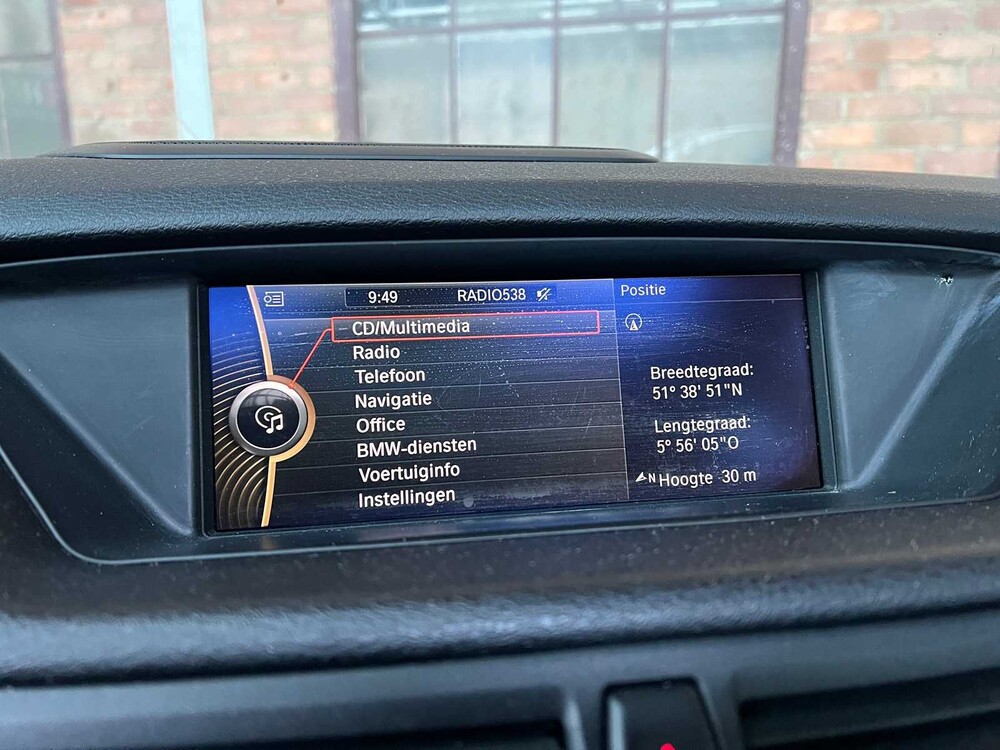 9:49 RADIO538
CD/Multimedia
Radio
Telefoon
Navigatie
Office
BMW-diensten
Voertuiginfo
Instellingen
Positie
Breedtegraad:
51° 38' 51"N
Lengtegraad:
5° 56' 05"O
N Hoogte 30 m